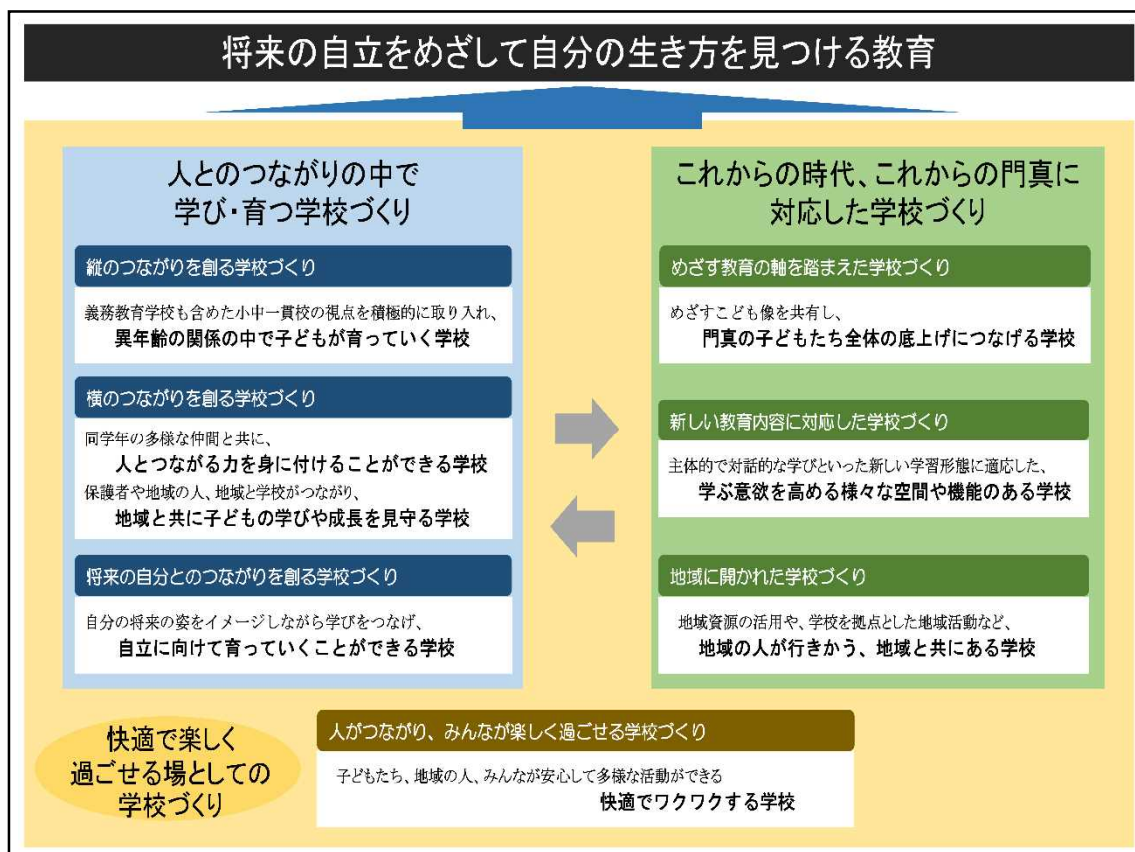 将来の自立をめざして自分の生き方を見つける教育
人とのつながりの中で
学び・育つ学校づくり
縦のつながりを創る学校づくり
義務教育学校も含めた小中一貫校の視点を積極的に取り入れ、
異年齢の関係の中で子どもが育っていく学校
横のつながりを創る学校づくり
同学年の多様な仲間と共に、
人とつながる力を身に付けることができる学校
保護者や地域の人、地域と学校がつながり、
地域と共に子どもの学びや成長を見守る学校
将来の自分とのつながりを創る学校づくり
自分の将来の姿をイメージしながら学びをつなげ、
自立に向けて育っていくことができる学校
これからの時代、これからの門真に
対応した学校づくり
めざす教育の軸を踏まえた学校づくり
めざすこども像を共有し、
門真の子どもたち全体の底上げにつなげる学校
新しい教育内容に対応した学校づくり
主体的で対話的な学びといった新しい学習形態に適応した、
学ぶ意欲を高める様々な空間や機能のある学校
地域に開かれた学校づくり
地域資源の活用や、学校を拠点とした地域活動など、
地域の人が行きかう、地域と共にある学校
快適で楽しく
過ごせる場としての
学校づくり
人がつながり、みんなが楽しく過ごせる学校づくり
子どもたち、地域の人、みんなが安心して多様な活動ができる
快適でワクワクする学校